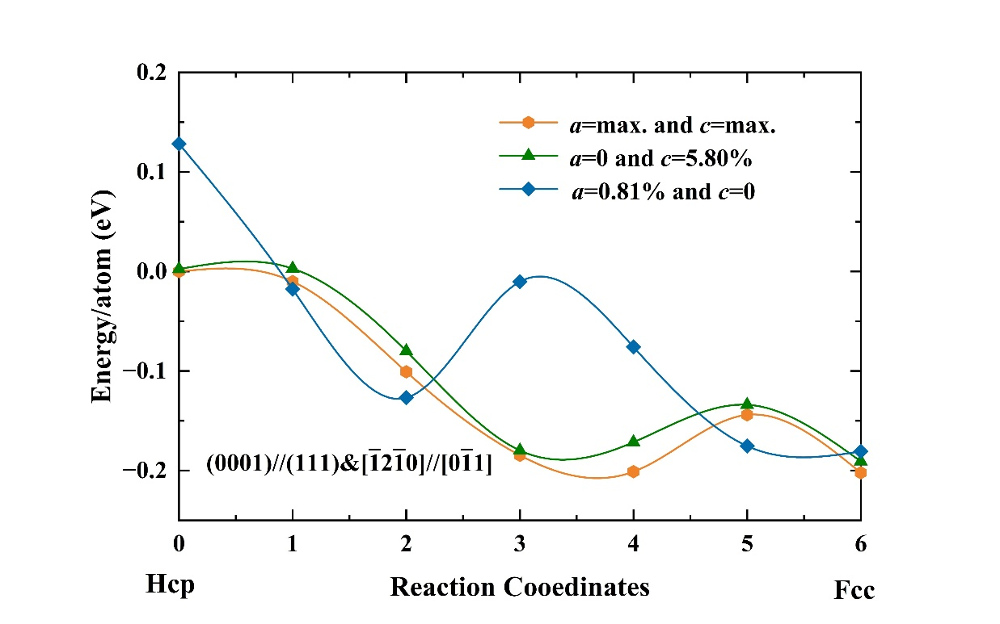 0.2
0.1
0.0
−0.1
−0.2
Energy/atom (eV)
a=max. and c=max.
a=0 and c=5.80%
a=0.81% and c=0
(0001)//(111)&[1̅21̅0]//[01̅1]
0 1 2 3 4 5 6
Hcp Reaction Cooedinates Fcc